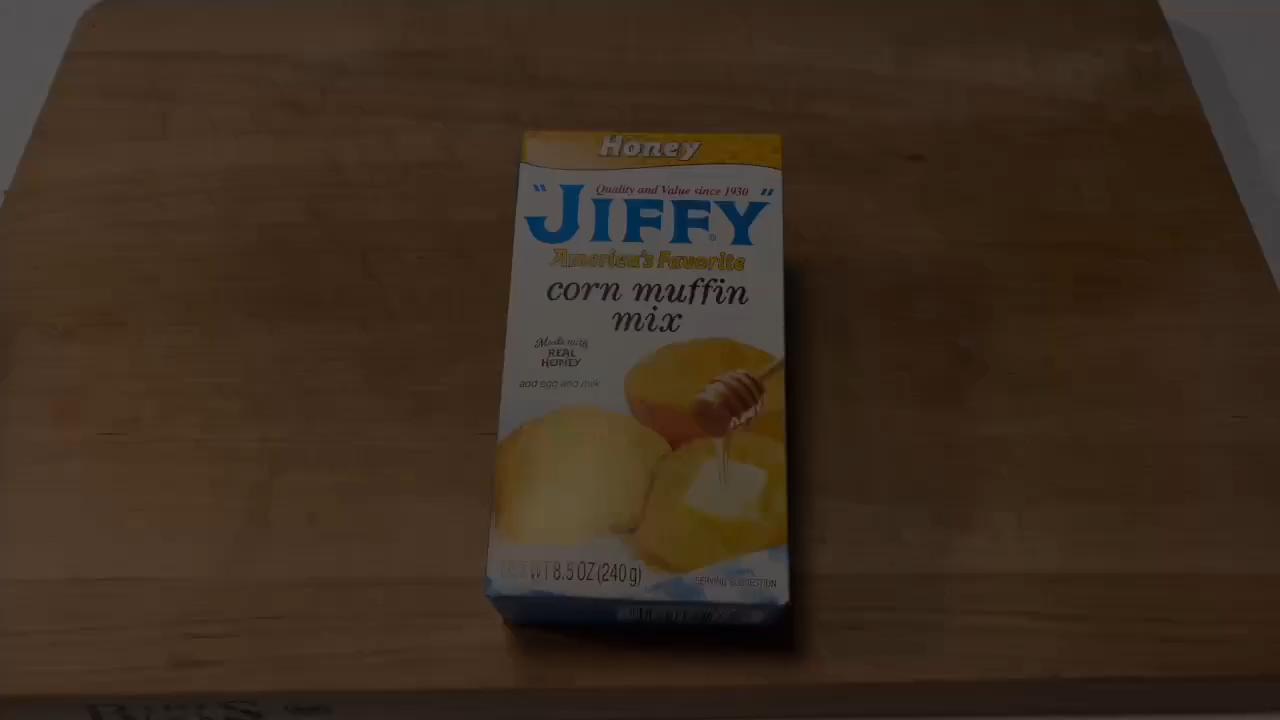 Honey
Quality and Value since 1930
"JIFFY"®
America's Favorite
corn muffin
mix
Made with
REAL
HONEY
add egg and milk
WT 8.5 OZ (240 g)
SERVING SUGGESTION